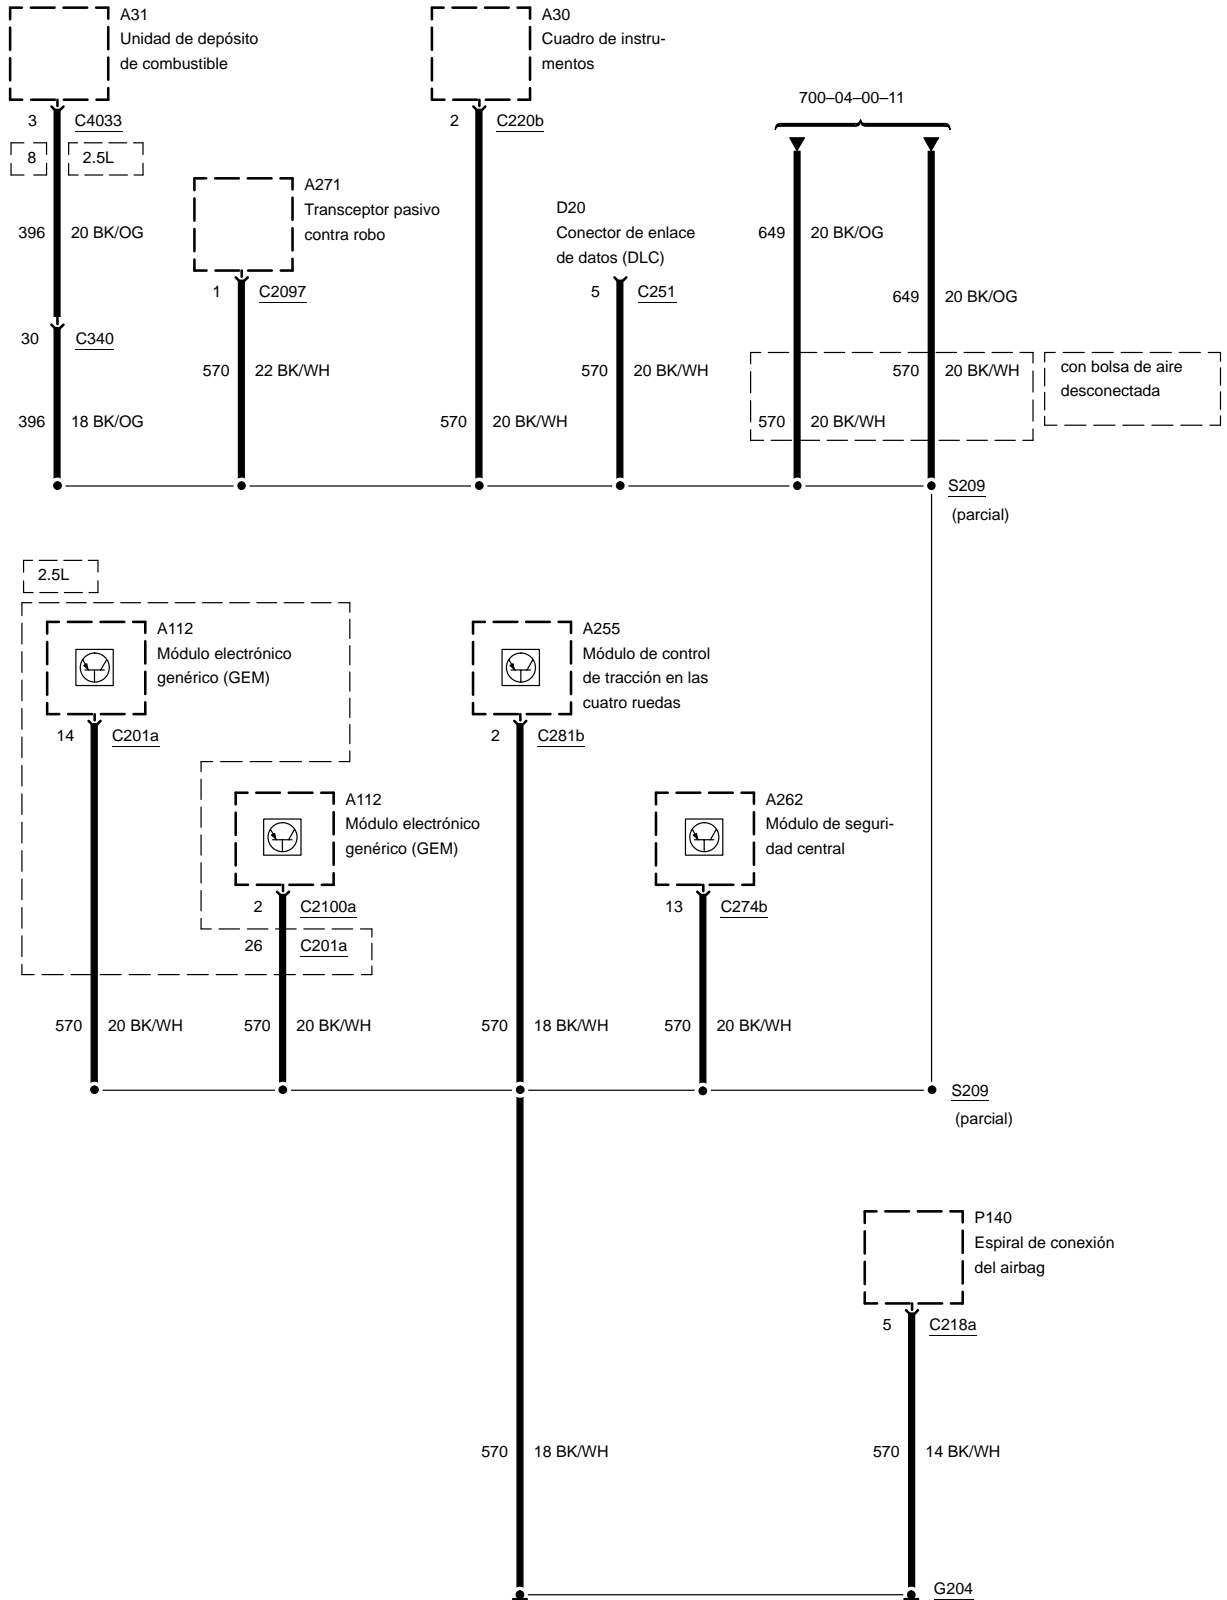 A31
Unidad de depósito
de combustible
A30
Cuadro de instru-
mentos
700–04–00–11
3 C4033
2 C220b
8 2.5L
A271
Transceptor pasivo
contra robo
D20
Conector de enlace
de datos (DLC)
396 20 BK/OG
649 20 BK/OG
1 C2097
5 C251
649 20 BK/OG
30 C340
570 22 BK/WH
570 20 BK/WH
570 20 BK/WH
con bolsa de aire
desconectada
396 18 BK/OG
570 20 BK/WH
570 20 BK/WH
S209
(parcial)
2.5L
A112
Módulo electrónico
genérico (GEM)
A255
Módulo de control
de tracción en las
cuatro ruedas
14 C201a
2 C281b
A112
Módulo electrónico
genérico (GEM)
A262
Módulo de seguri-
dad central
2 C2100a
13 C274b
26 C201a
570 20 BK/WH
570 20 BK/WH
570 18 BK/WH
570 20 BK/WH
S209
(parcial)
P140
Espiral de conexión
del airbag
5 C218a
570 18 BK/WH
570 14 BK/WH
G204